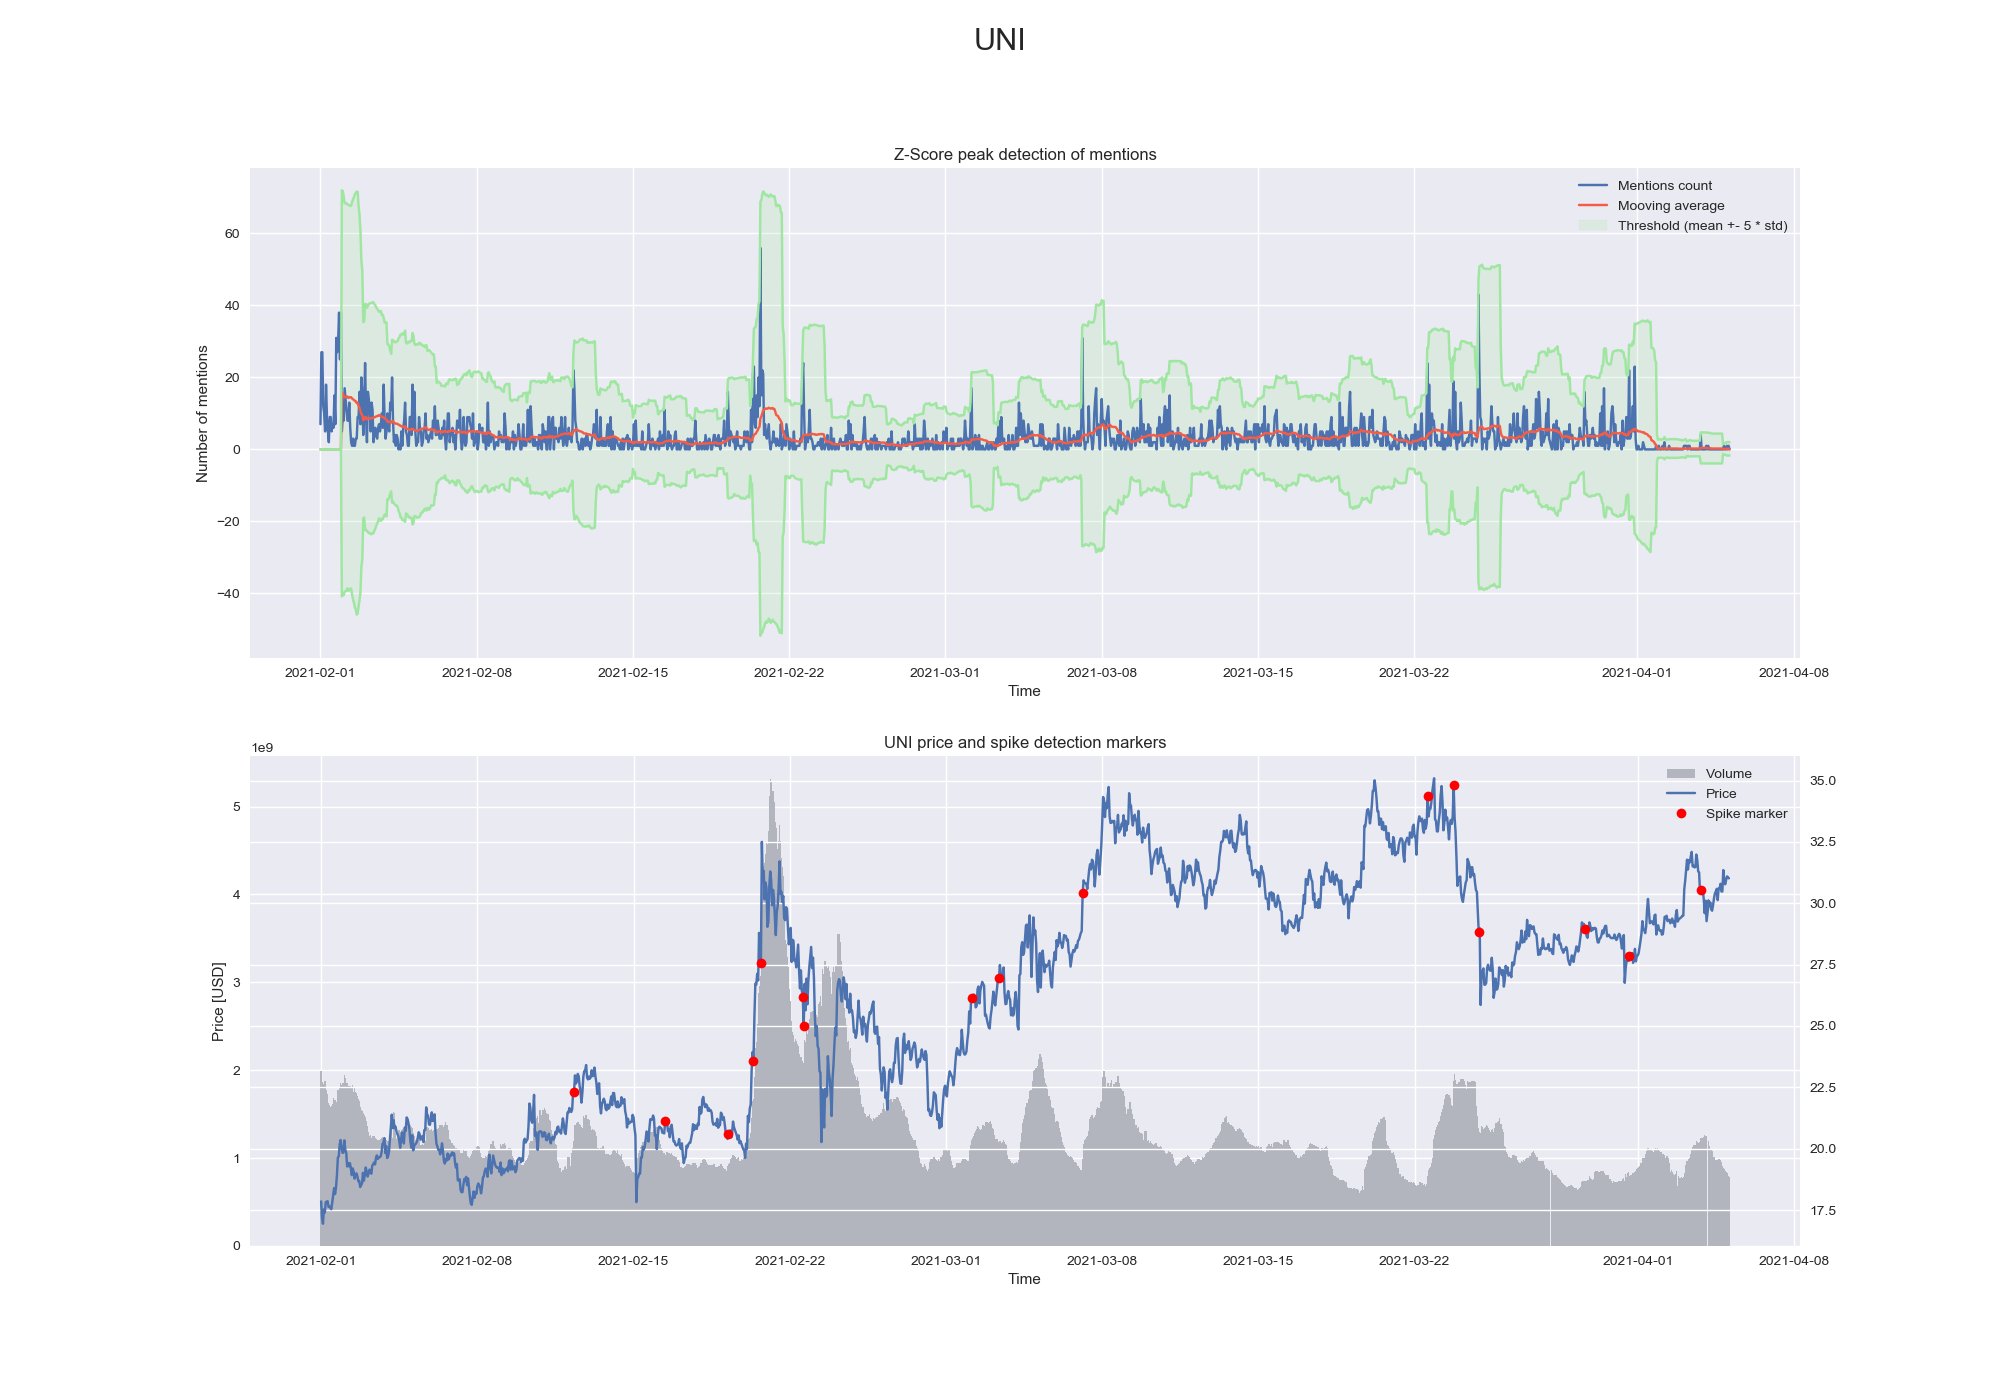 UNI
Z-Score peak detection of mentions
Mentions count
Mooving average
Threshold (mean +- 5 * std)
60
40
20
0
−20
−40
Number of mentions
2021-02-01 2021-02-08 2021-02-15 2021-02-22 2021-03-01 2021-03-08 2021-03-15 2021-03-22 2021-04-01 2021-04-08
Time
UNI price and spike detection markers
1e9
Volume
Price
Spike marker
5
4
3
2
1
0
Price [USD]
35.0
32.5
30.0
27.5
25.0
22.5
20.0
17.5
2021-02-01 2021-02-08 2021-02-15 2021-02-22 2021-03-01 2021-03-08 2021-03-15 2021-03-22 2021-04-01 2021-04-08
Time